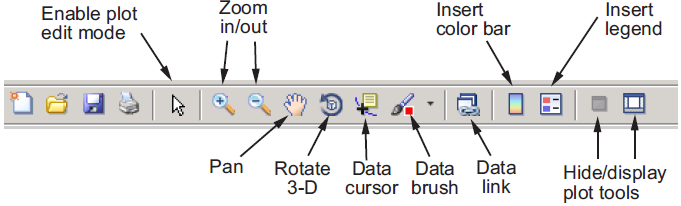 Enable plot
edit mode
Zoom
in/out
Insert
color bar
Insert
legend
Pan
Rotate
3-D
Data
cursor
Data
brush
Data
link
Hide/display
plot tools